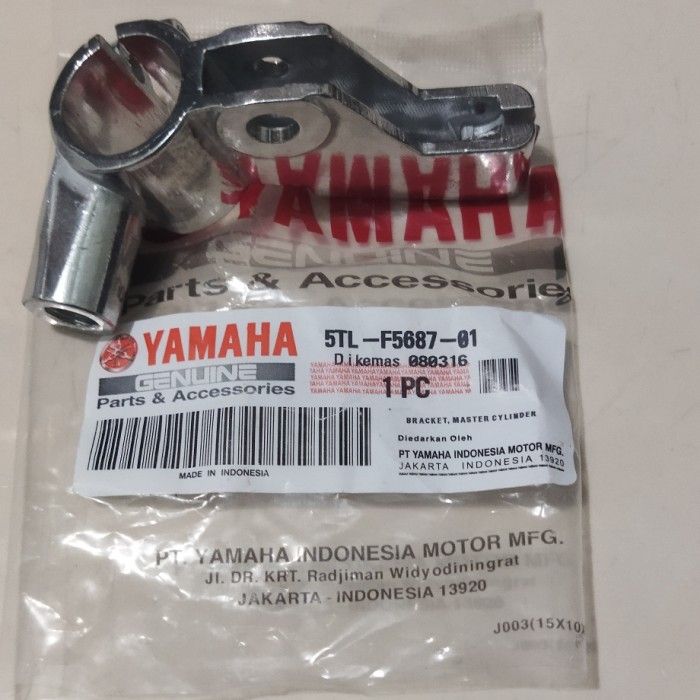 YAMAHA
GENUINE
Parts & Accessories
YAMAHA
GENUINE
Parts & Accessories
MADE IN INDONESIA
5TL-F5687-01
Dikemas 080316
1 PC
BRACKET, MASTER CYLINDER
Diedarkan Oleh
PT YAMAHA INDONESIA MOTOR MFG.
JAKARTA INDONESIA 13920
PT. YAMAHA INDONESIA MOTOR MFG.
Jl. DR. KRT. Radjiman Widyodiningrat
JAKARTA - INDONESIA 13920
J003(15X10